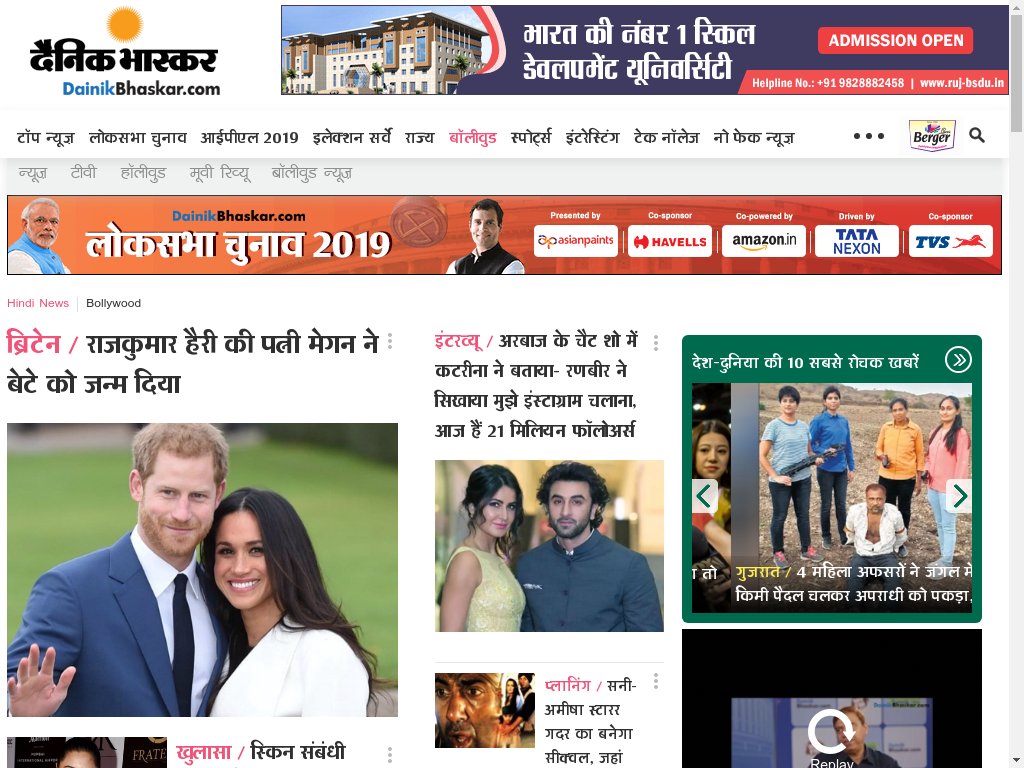 दैनिक भास्कर
DainikBhaskar.com
भारत की नंबर 1 स्किल
डेवलपमेंट यूनिवर्सिटी
ADMISSION OPEN
Helpline No.: +91 9828882458 | www.ruj-bsdu.in
टॉप न्यूज़ लोकसभा चुनाव आईपीएल 2019 इलेक्शन सर्वे राज्य बॉलीवुड स्पोर्ट्स इंटरेस्टिंग टेक नॉलेज नो फेक न्यूज़
Berger
न्यूज़ टीवी हॉलीवुड मूवी रिव्यू बॉलीवुड न्यूज़
DainikBhaskar.com
लोकसभा चुनाव 2019
Presented by Co-sponsor Co-powered by Driven by Co-sponsor
asianpaints HAVELLS amazon.in TATA NEXON TVS
Hindi News Bollywood
ब्रिटेन / राजकुमार हैरी की पत्नी मेगन ने
बेटे को जन्म दिया
इंटरव्यू / अरबाज के चैट शो में
कटरीना ने बताया- रणबीर ने
सिखाया मुझे इंस्टाग्राम चलाना,
आज हैं 21 मिलियन फॉलोअर्स
देश-दुनिया की 10 सबसे रोचक खबरें
ा तो
गुजरात / 4 महिला अफसरों ने जंगल में
किमी पैदल चलकर अपराधी को पकड़ा,
प्लानिंग / सनी-
अमीषा स्टारर
गदर का बनेगा
सीक्वल, जहां
DainikBhaskar.com
Replay
FRATE
खुलासा / स्किन संबंधी